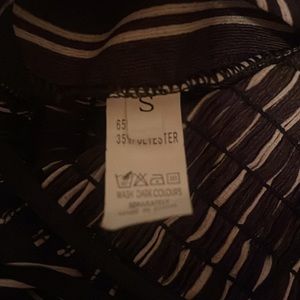 S
65
35% POLYESTER
WASH DARK COLOURS
SEPARATELY